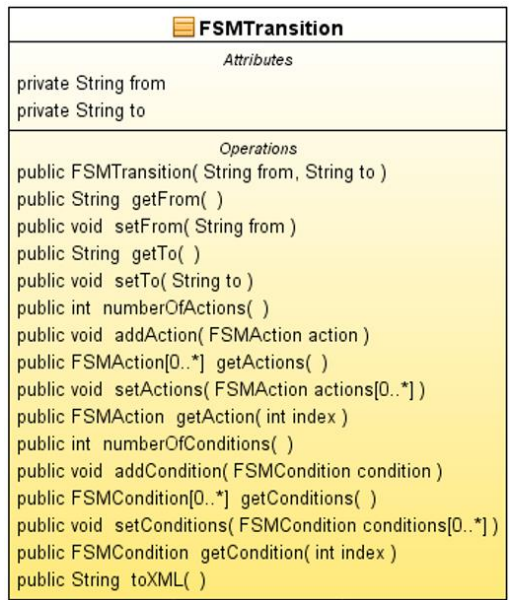 FSMTransition
Attributes
private String from
private String to
Operations
public FSMTransition( String from, String to )
public String getFrom( )
public void setFrom( String from )
public String getTo( )
public void setTo( String to )
public int numberOfActions( )
public void addAction( FSMAction action )
public FSMAction[0..*] getActions( )
public void setActions( FSMAction actions[0..*] )
public FSMAction getAction( int index )
public int numberOfConditions( )
public void addCondition( FSMCondition condition )
public FSMCondition[0..*] getConditions( )
public void setConditions( FSMCondition conditions[0..*] )
public FSMCondition getCondition( int index )
public String toXML( )